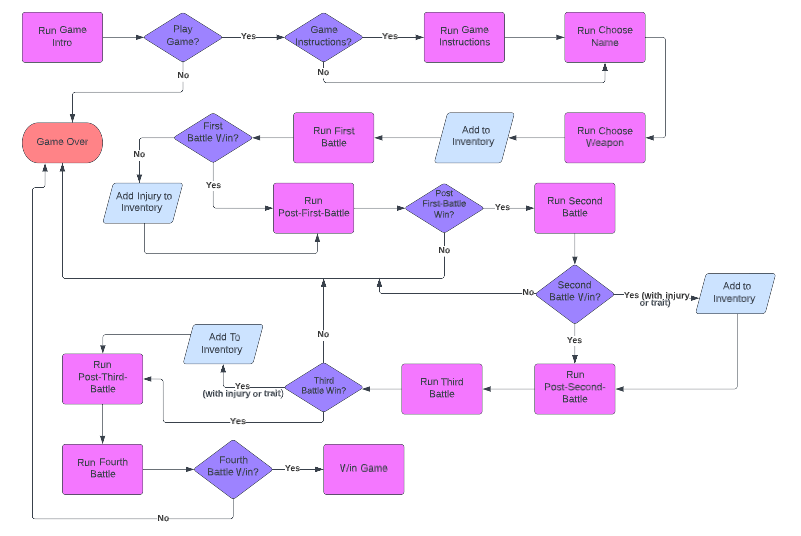 Run Game
Intro
Play
Game?
Yes
Game
Instructions?
Yes
Run Game
Instructions
Run Choose
Name
No
No
Game Over
First
Battle Win?
Run First
Battle
Add to
Inventory
Run Choose
Weapon
No
Yes
Add Injury to
Inventory
Run
Post-First-Battle
Post
First-Battle
Win?
Yes
Run Second
Battle
No
Second
Battle Win?
No
Yes (with injury
or trait)
Add to
Inventory
Yes
No
Add To
Inventory
Run
Post-Third-
Battle
Yes
(with injury or trait)
Third
Battle Win?
Run Third
Battle
Run
Post-Second-
Battle
Yes
Run Fourth
Battle
Fourth
Battle Win?
Yes
Win Game
No